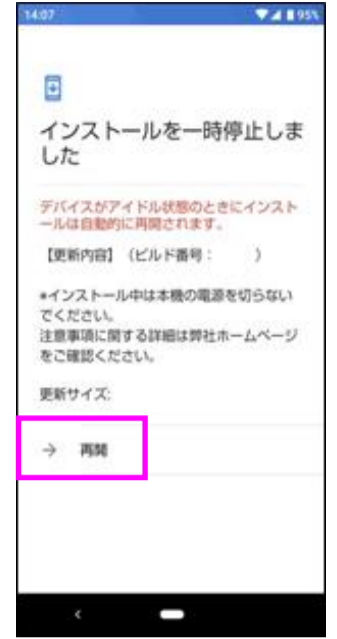 14:07
95%
インストールを一時停止しま
した
デバイスがアイドル状態のときにインスト
ールは自動的に再開されます。
【更新内容】（ビルド番号：　　）
*インストール中は本機の電源を切らない
でください。
注意事項に関する詳細は弊社ホームページ
をご確認ください。
更新サイズ:
→ 再開